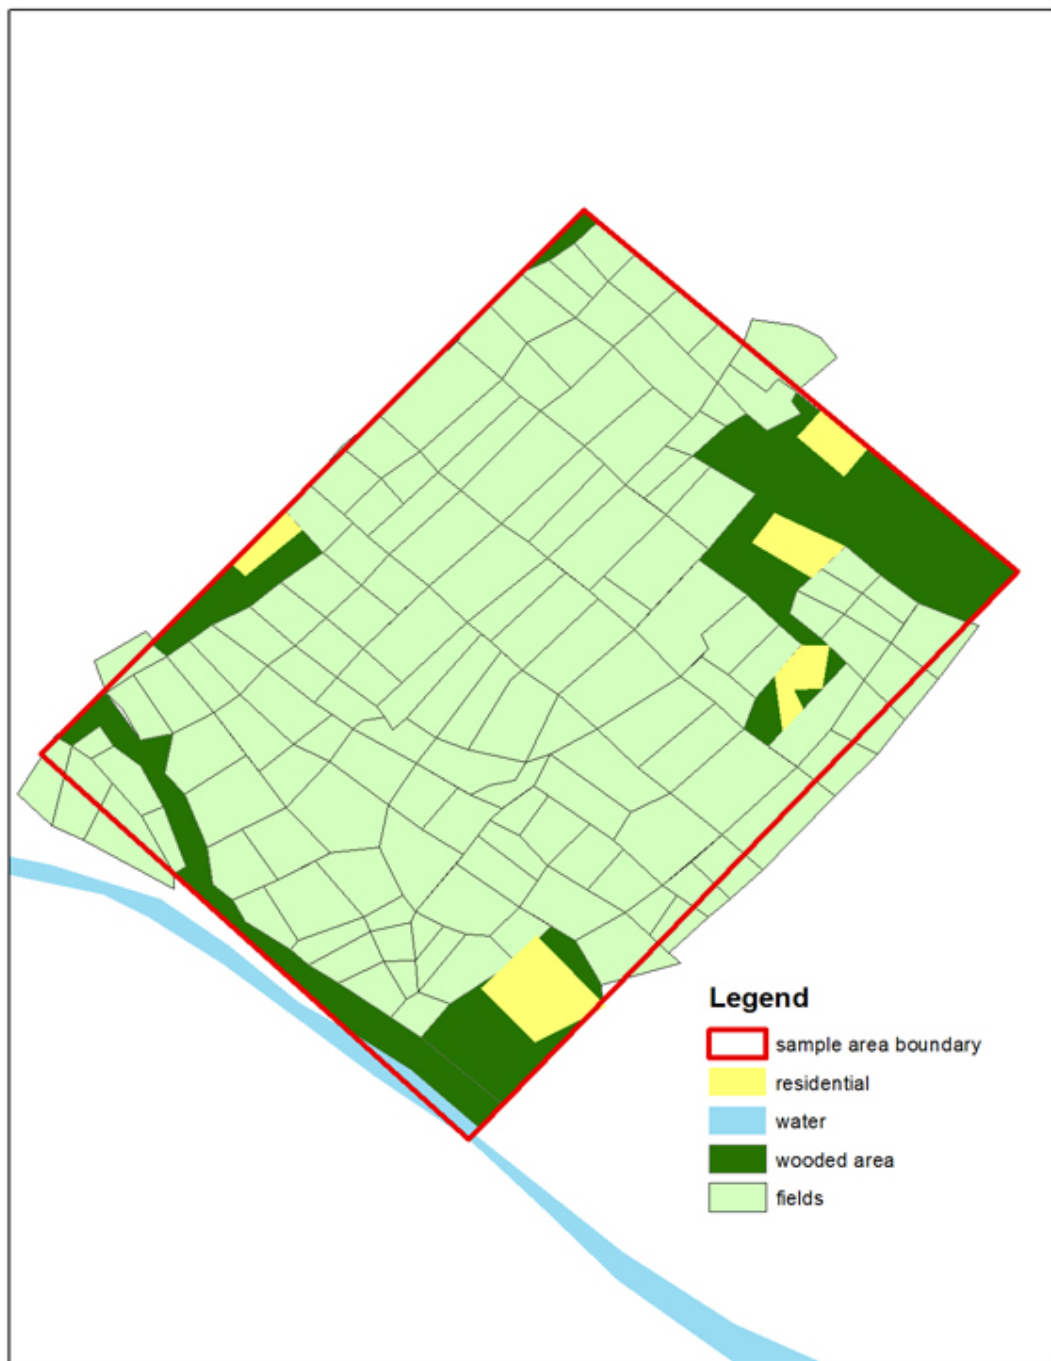 Legend
sample area boundary
residential
water
wooded area
fields